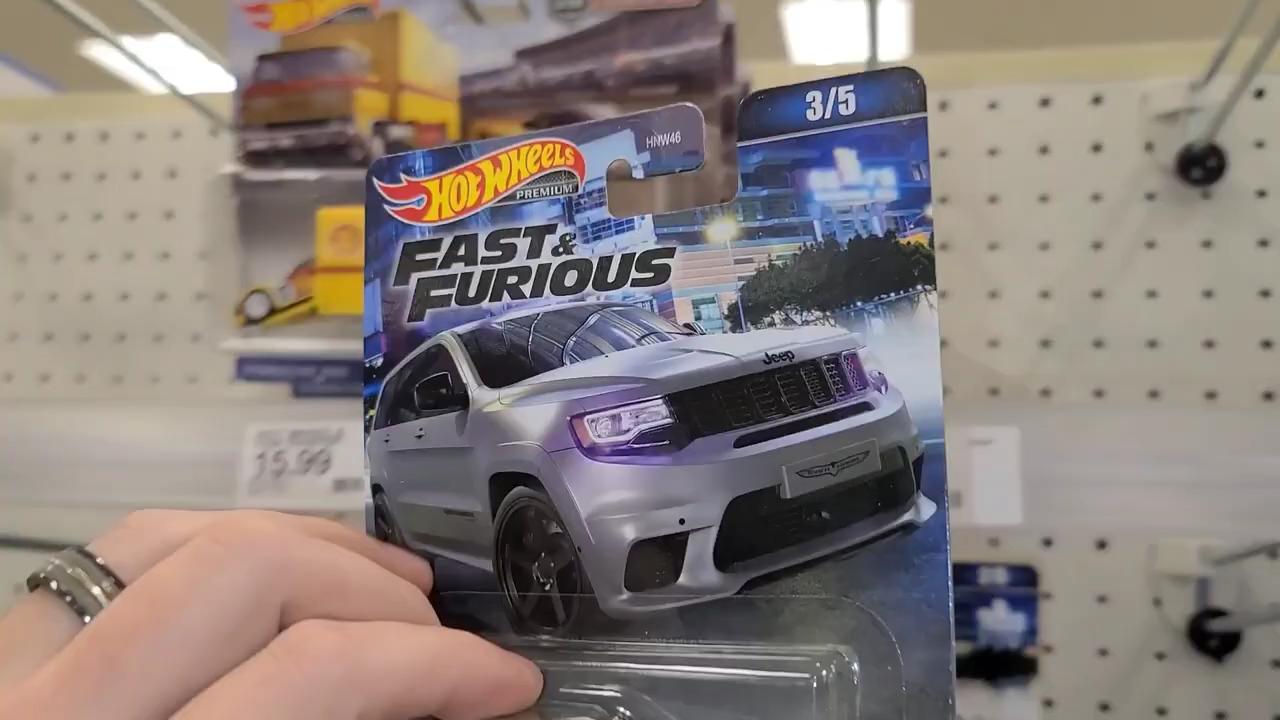 3/5
HNW46
HOT WHEELS
PREMIUM
FAST &
FURIOUS
Jeep
15.99